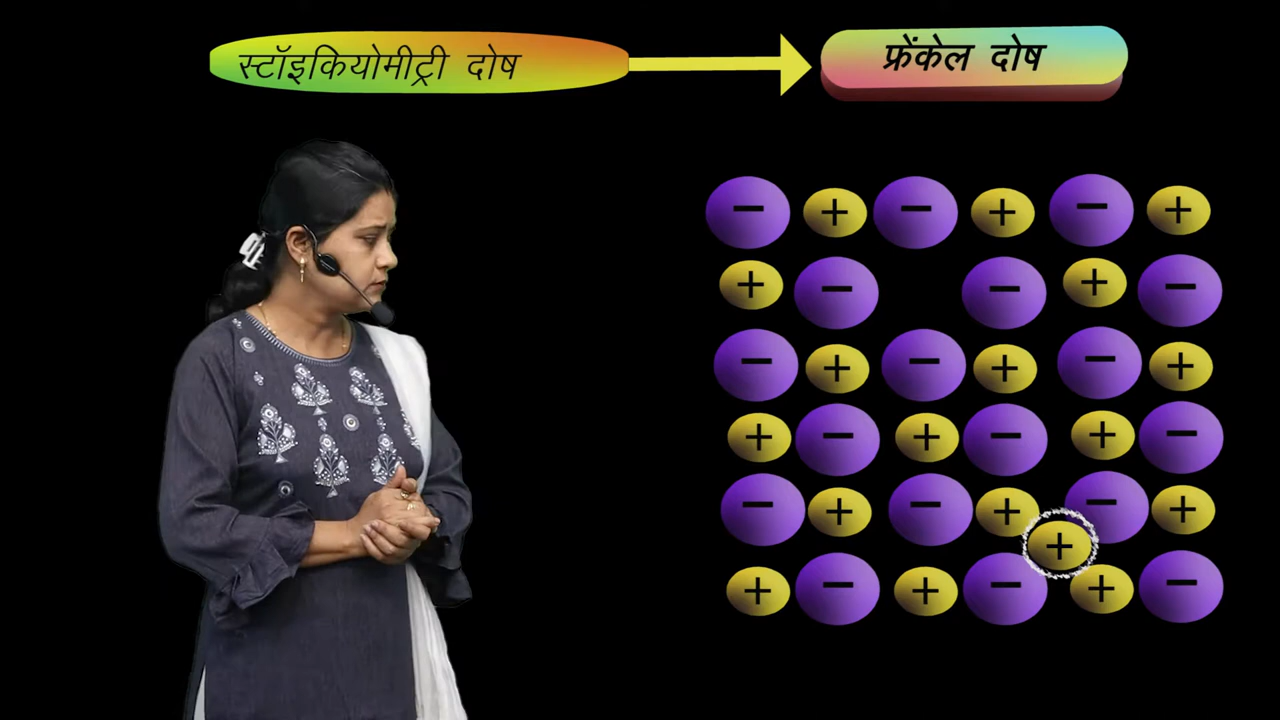 स्टॉइकियोमीट्री दोष
फ्रेंकेल दोष
− + − + − +
+ − − + −
− + − + − +
+ − + − + −
− + − + − +
+
+ − + − + −